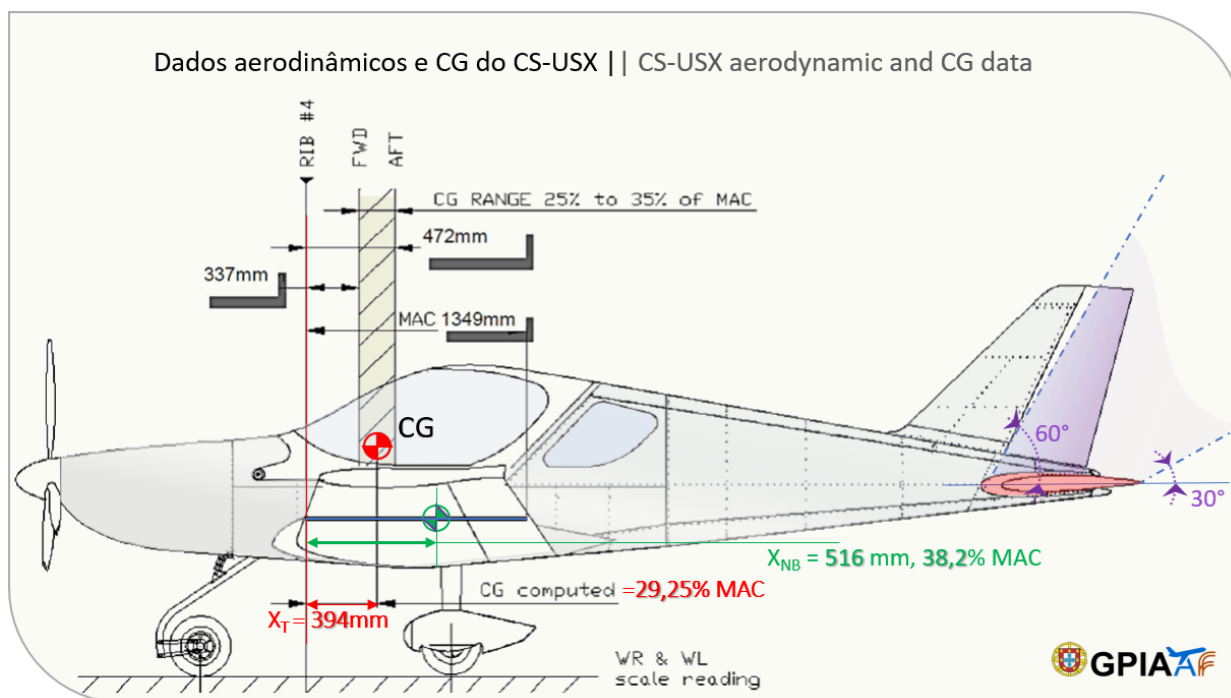 Dados aerodinâmicos e CG do CS-USX || CS-USX aerodynamic and CG data
RIB #4
FWD
AFT
CG RANGE 25% to 35% of MAC
472mm
337mm
MAC 1349mm
CG
60°
30°
X_NB = 516 mm, 38,2% MAC
CG computed =29,25% MAC
X_T = 394mm
WR & WL
scale reading
GPIAAF